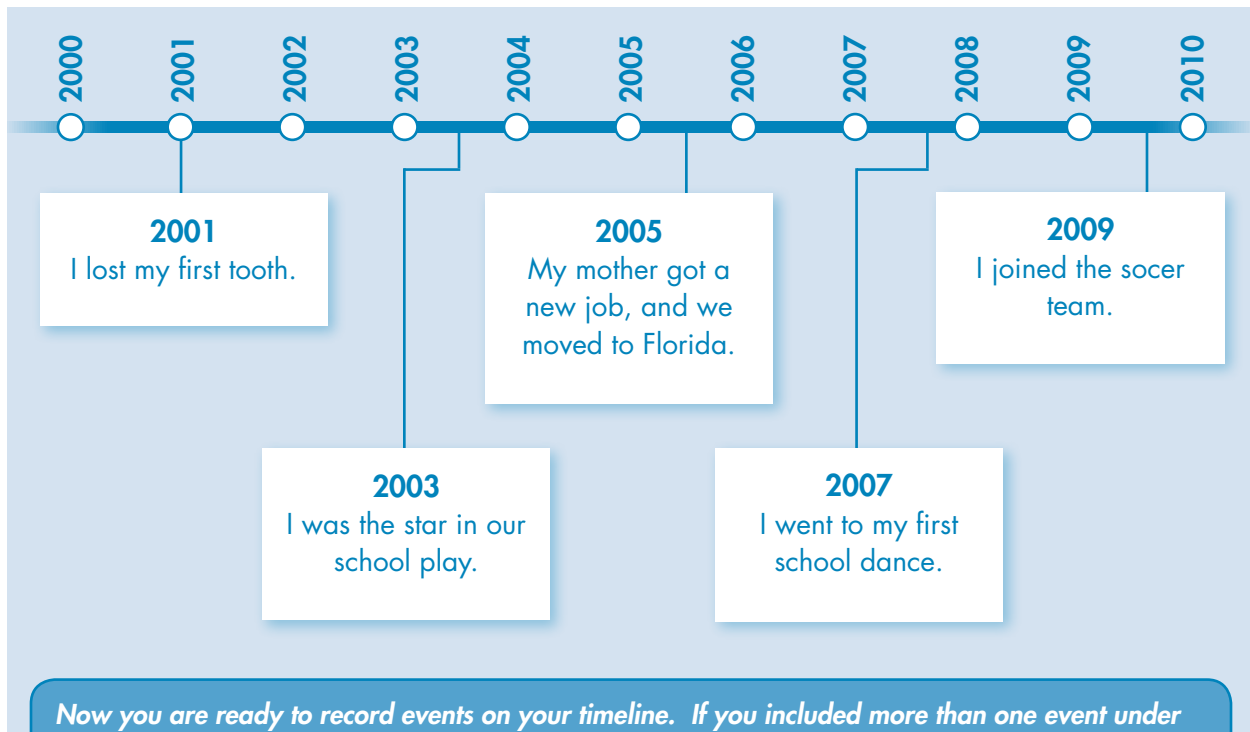 2000
2001
2002
2003
2004
2005
2006
2007
2008
2009
2010
2001
I lost my first tooth.
2003
I was the star in our
school play.
2005
My mother got a
new job, and we
moved to Florida.
2007
I went to my first
school dance.
2009
I joined the socer
team.
Now you are ready to record events on your timeline. If you included more than one event under